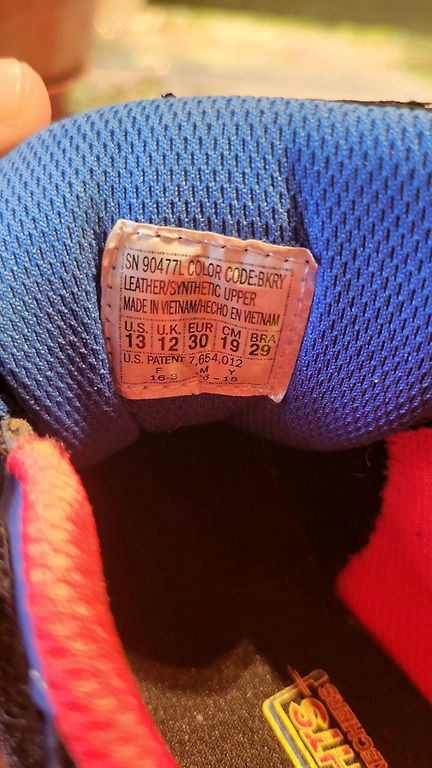 SN 90477L COLOR CODE:BKRY
LEATHER/SYNTHETIC UPPER
MADE IN VIETNAM/HECHO EN VIETNAM
U.S. U.K. EUR CM BRA
13 12 30 19 29
U.S. PATENT 7,654,012
F M Y
SKECHERS